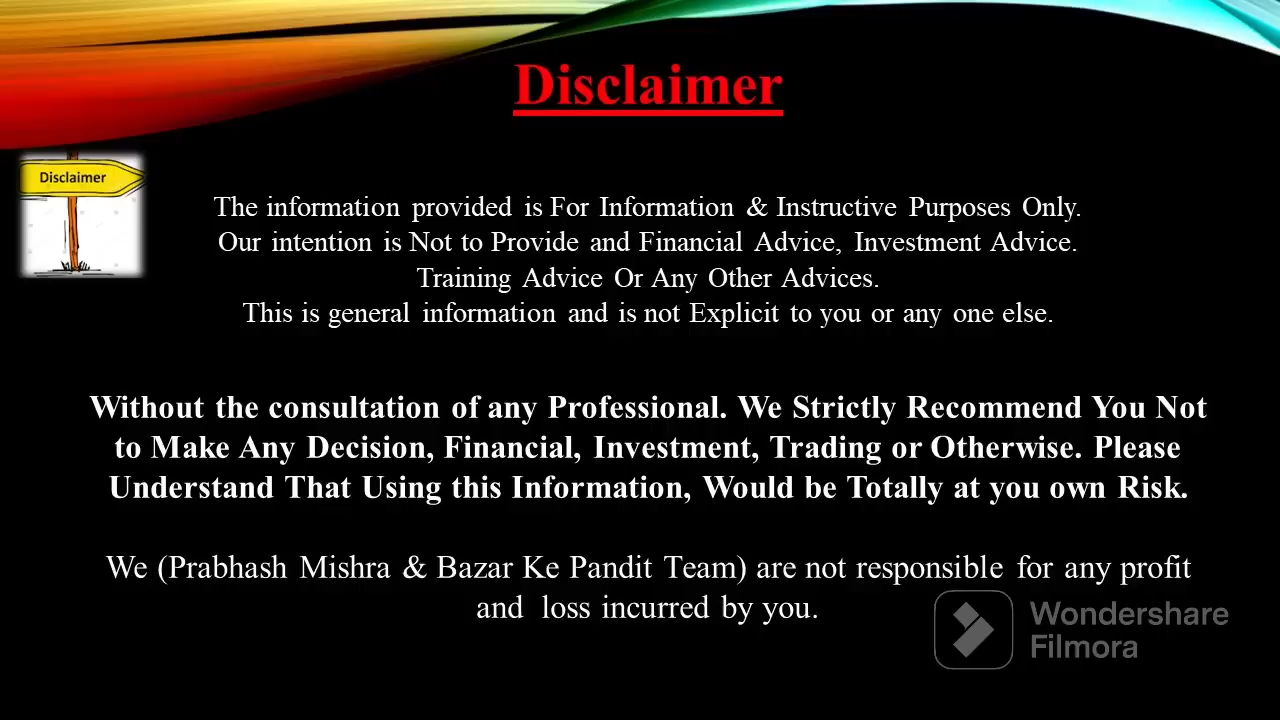 Disclaimer
Disclaimer
The information provided is For Information & Instructive Purposes Only.
Our intention is Not to Provide and Financial Advice, Investment Advice.
Training Advice Or Any Other Advices.
This is general information and is not Explicit to you or any one else.
Without the consultation of any Professional. We Strictly Recommend You Not
to Make Any Decision, Financial, Investment, Trading or Otherwise. Please
Understand That Using this Information, Would be Totally at you own Risk.
We (Prabhash Mishra & Bazar Ke Pandit Team) are not responsible for any profit
and loss incurred by you.
Wondershare
Filmora